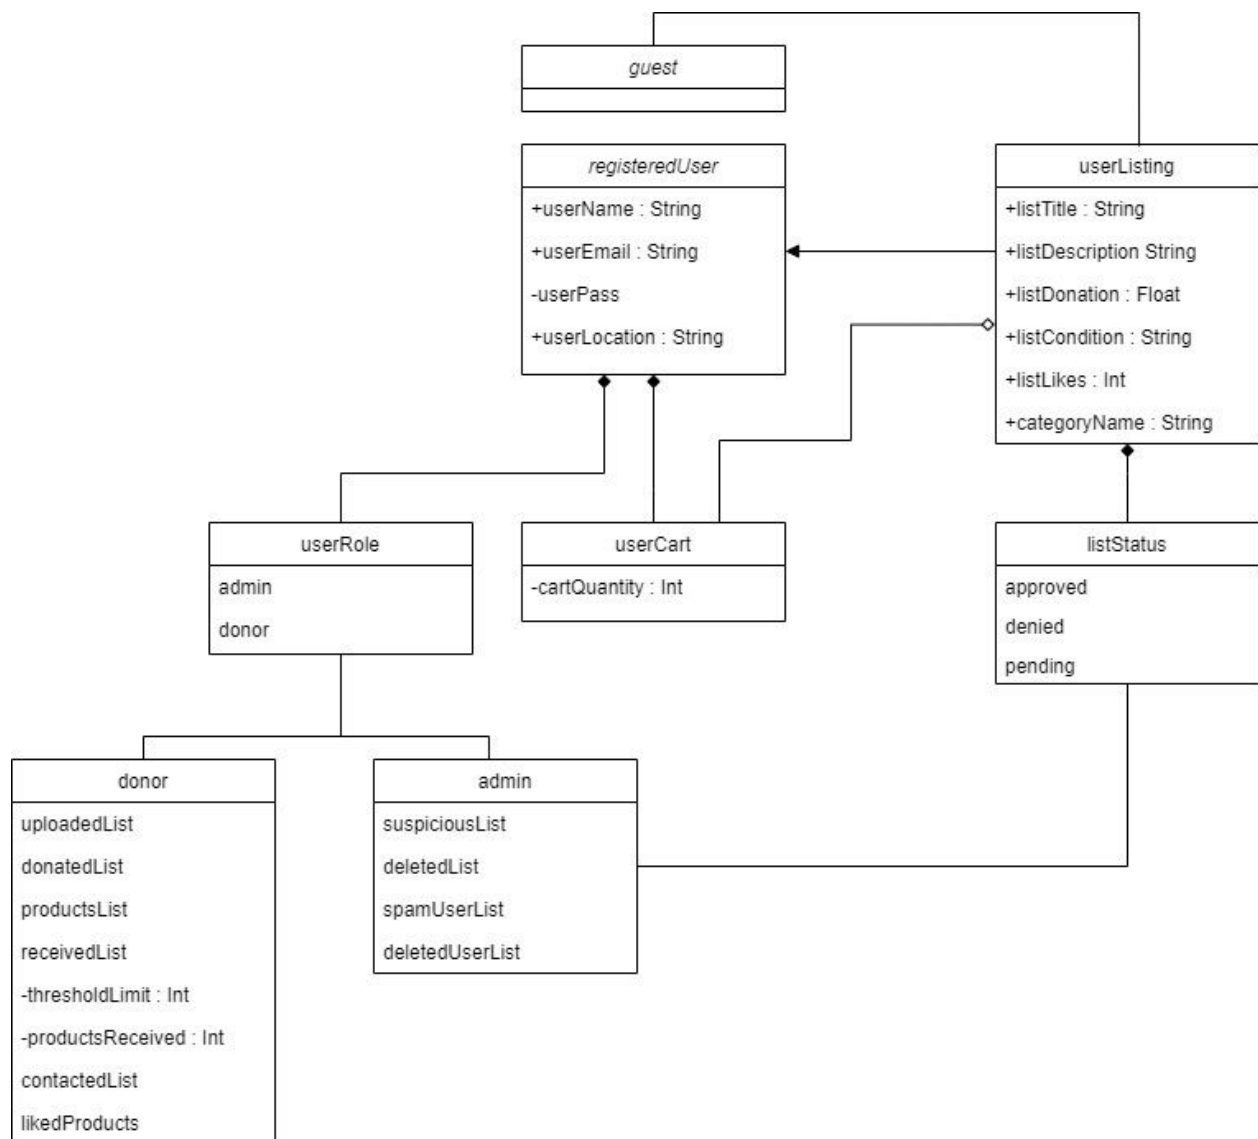 guest
registeredUser
+userName : String
+userEmail : String
-userPass
+userLocation : String
userListing
+listTitle : String
+listDescription String
+listDonation : Float
+listCondition : String
+listLikes : Int
+categoryName : String
userRole
admin
donor
userCart
-cartQuantity : Int
listStatus
approved
denied
pending
donor
uploadedList
donatedList
productsList
receivedList
-thresholdLimit : Int
-productsReceived : Int
contactedList
likedProducts
admin
suspiciousList
deletedList
spamUserList
deletedUserList